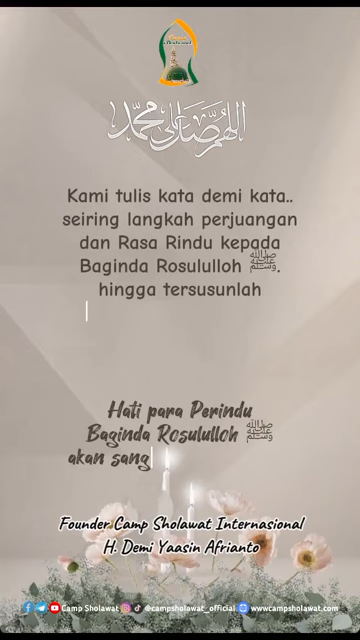 اللهم صل على محمد
Kami tulis kata demi kata..
seiring langkah perjuangan
dan Rasa Rindu kepada
Baginda Rosululloh ﷺ.
hingga tersusunlah
Hati para Perindu
Baginda Rosululloh ﷺ
akan sang
Founder Camp Sholawat Internasional
H. Demi Yaasin Afrianto
Camp Sholawat @campsholawat_official www.campsholawat.com